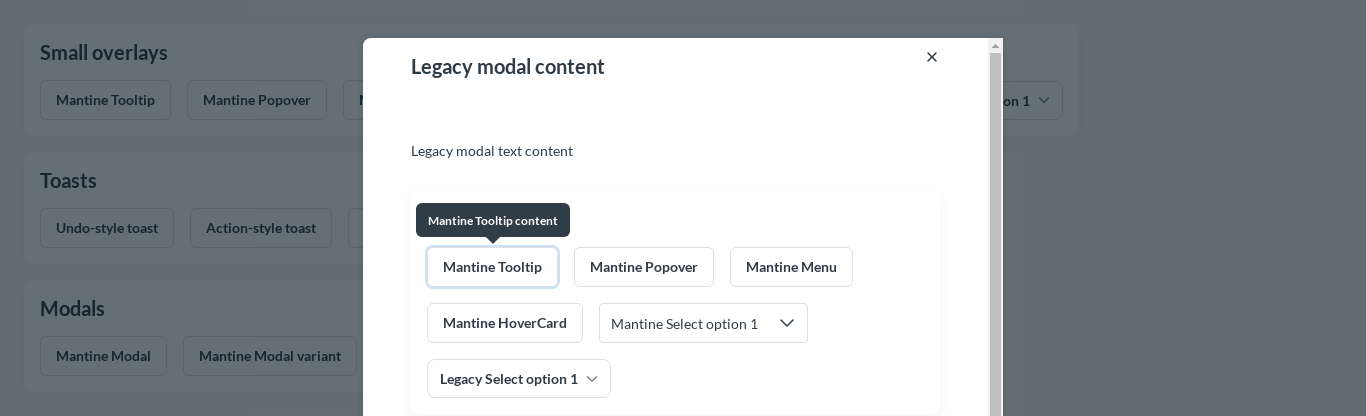 Small overlays
Mantine Tooltip
Mantine Popover
on 1
Toasts
Undo-style toast
Action-style toast
Modals
Mantine Modal
Mantine Modal variant
Legacy modal content
Legacy modal text content
Mantine Tooltip content
Mantine Tooltip
Mantine Popover
Mantine Menu
Mantine HoverCard
Mantine Select option 1
Legacy Select option 1